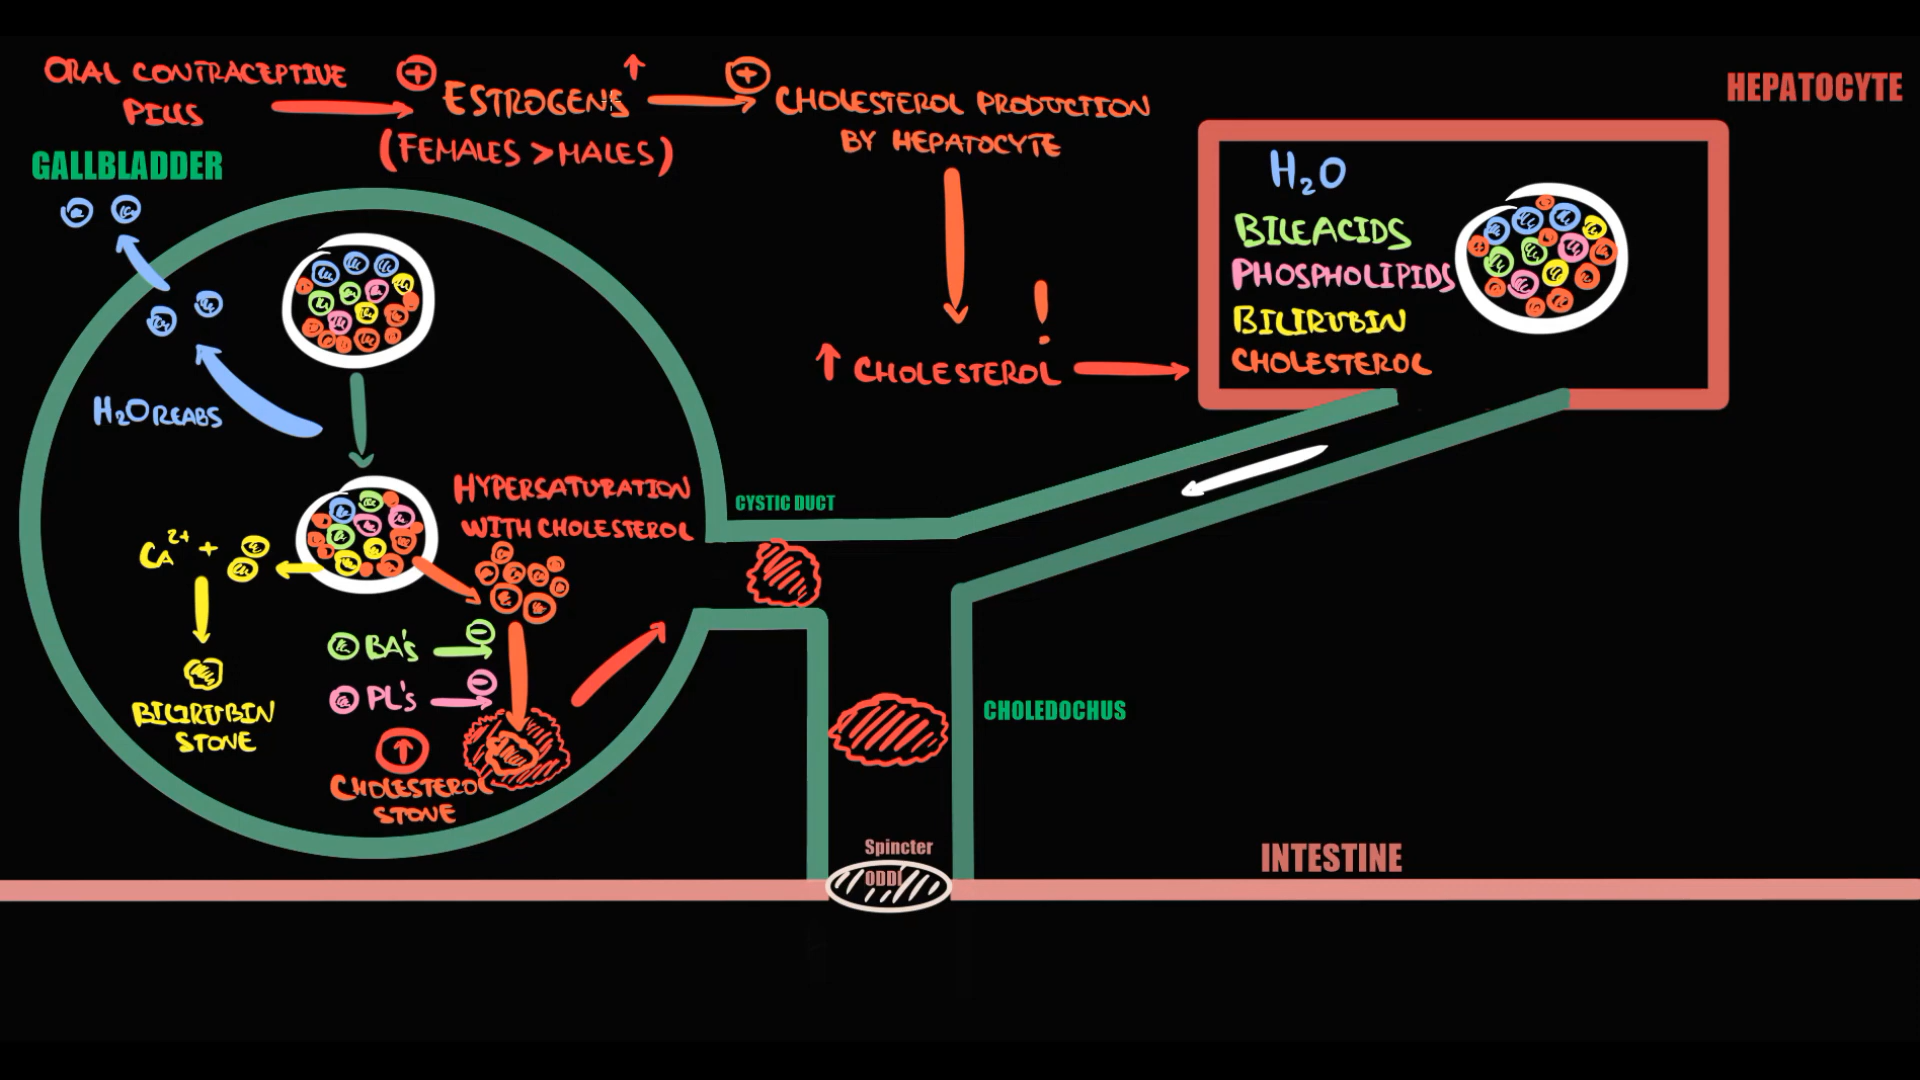 ORAL CONTRACEPTIVE
PILLS
+
ESTROGENS ↑
(FEMALES > MALES)
+
CHOLESTEROL PRODUCTION
BY HEPATOCYTE
HEPATOCYTE
GALLBLADDER
H₂O
BILEACIDS
PHOSPHOLIPIDS
BILIRUBIN
CHOLESTEROL
!
↑ CHOLESTEROL
H₂O REABS
HYPERSATURATION
WITH CHOLESTEROL
CYSTIC DUCT
Ca²⁺ +
BA's
PL's
BILIRUBIN
STONE
↑
CHOLESTEROL
STONE
CHOLEDOCHUS
Spincter
ODDI
INTESTINE